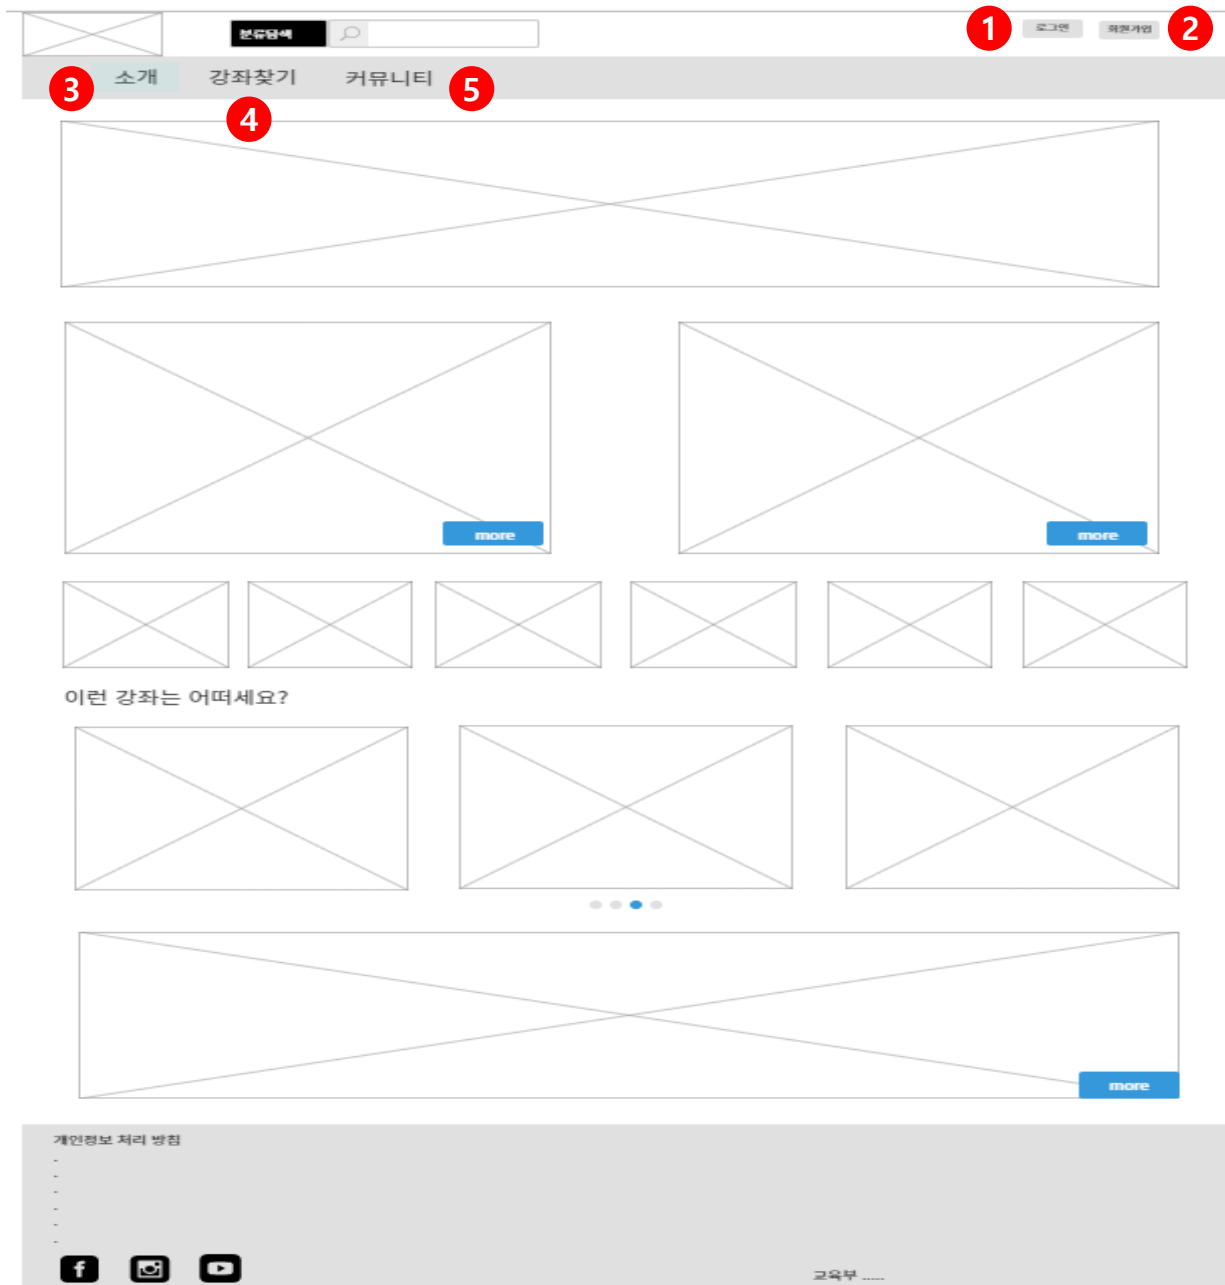 분류탐색
1 로그인 회원가입 2
3 소개 강좌찾기 커뮤니티 5
4
more more
이런 강좌는 어떠세요?
more
개인정보 처리 방침
-
-
-
-
-
-
교육부 .....